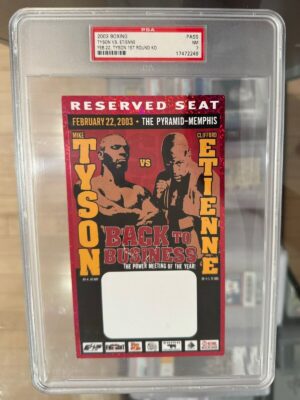 PSA
2003 BOXING PASS
TYSON VS. ETIENNE NM
FEB.22, TYSON 1ST ROUND KO 7
17472246
RESERVED SEAT
FEBRUARY 22, 2003 • THE PYRAMID-MEMPHIS
MIKE
TYSON
VS
CLIFFORD
ETIENNE
BACK TO
BUSINESS
THE POWER MEETING OF THE YEAR!